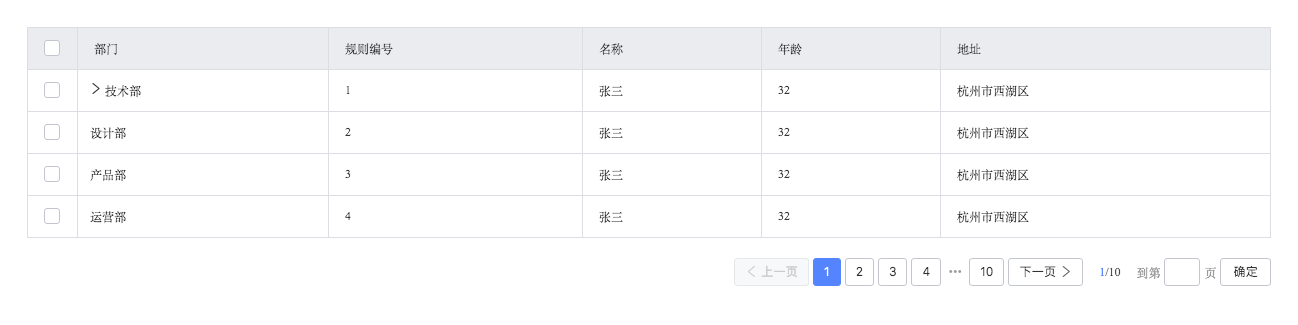 部门 规则编号 名称 年龄 地址
技术部 1 张三 32 杭州市西湖区
设计部 2 张三 32 杭州市西湖区
产品部 3 张三 32 杭州市西湖区
运营部 4 张三 32 杭州市西湖区
上一页 1 2 3 4 ••• 10 下一页 1/10 到第 页 确定